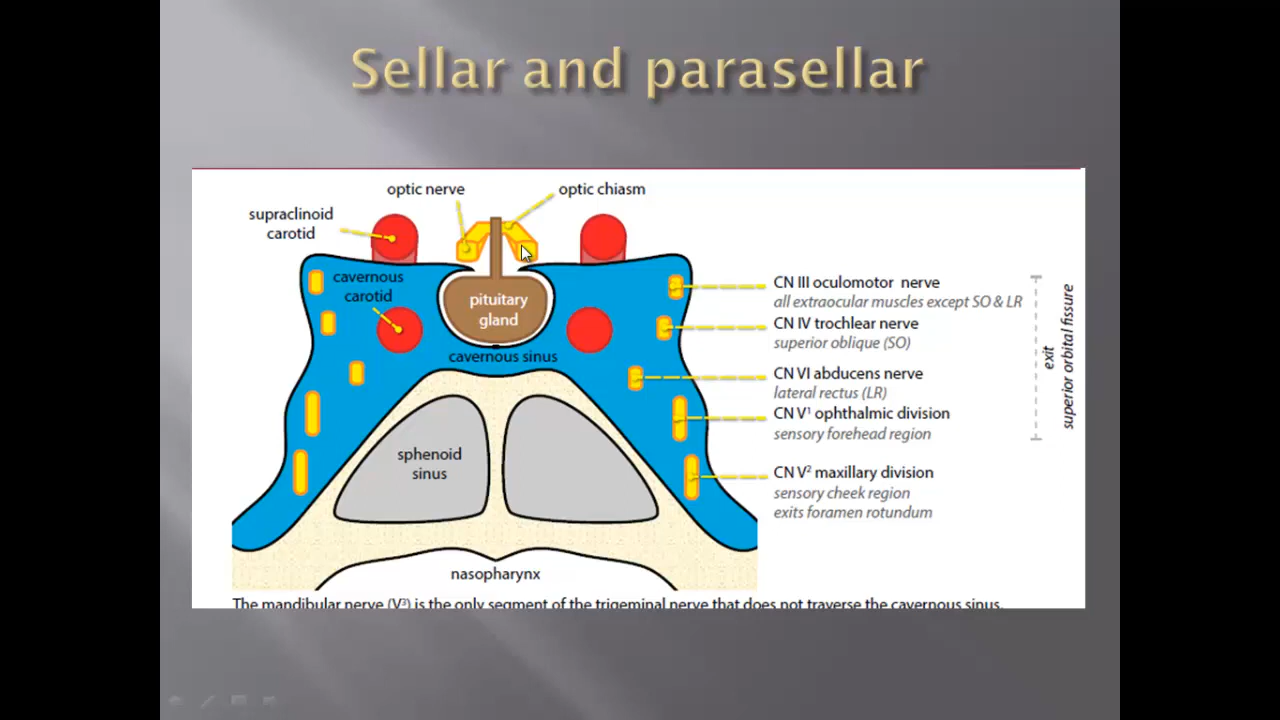 Sellar and parasellar
optic nerve
optic chiasm
supraclinoid
carotid
cavernous
carotid
pituitary
gland
cavernous sinus
sphenoid
sinus
nasopharynx
CN III oculomotor nerve
all extraocular muscles except SO & LR
CN IV trochlear nerve
superior oblique (SO)
CN VI abducens nerve
lateral rectus (LR)
CN V¹ ophthalmic division
sensory forehead region
CN V² maxillary division
sensory cheek region
exits foramen rotundum
exit
superior orbital fissure
The mandibular nerve (V³) is the only segment of the trigeminal nerve that does not traverse the cavernous sinus.